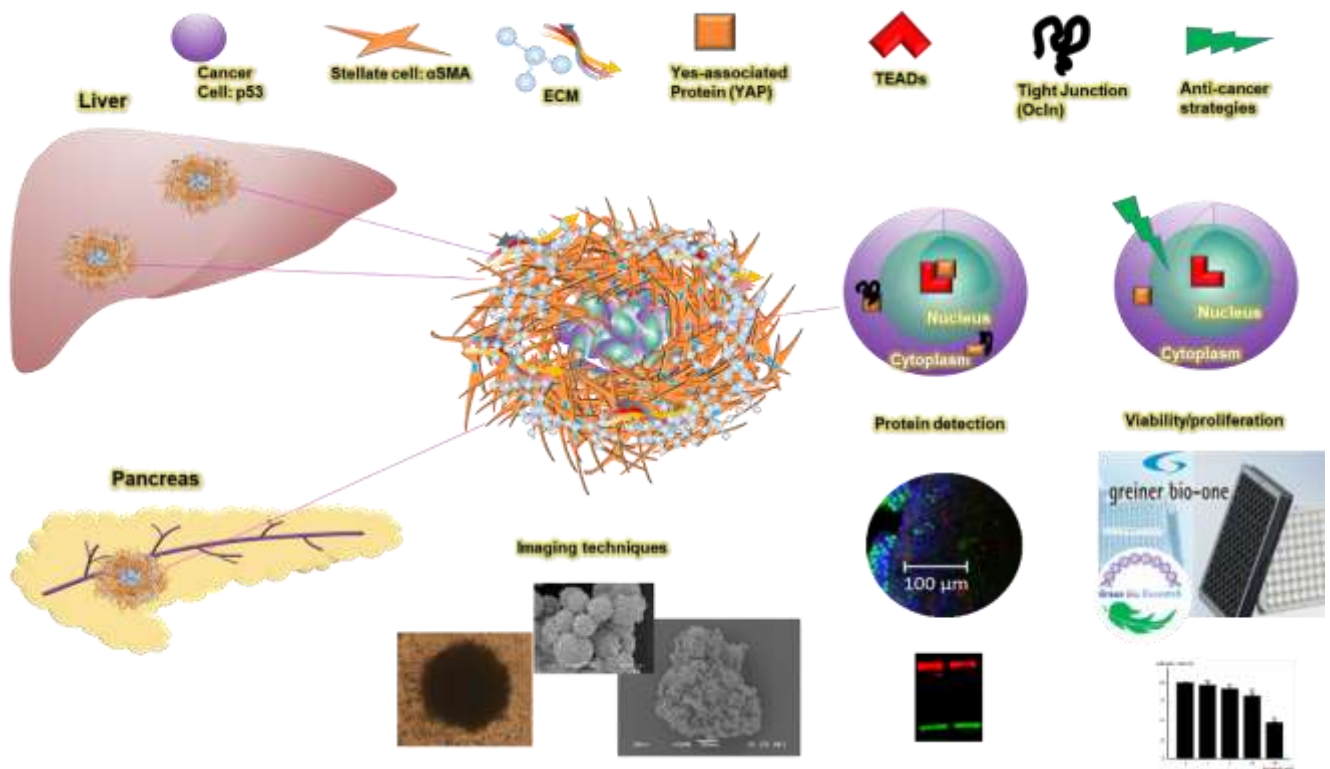 Cancer
Cell: p53
Stellate cell: αSMA
ECM
Yes-associated
Protein (YAP)
TEADs
Tight Junction
(Ocln)
Anti-cancer
strategies
Liver
Nucleus
Cytoplasm
Nucleus
Cytoplasm
Protein detection
Viability/proliferation
Pancreas
Imaging techniques
greiner bio-one
100 µm